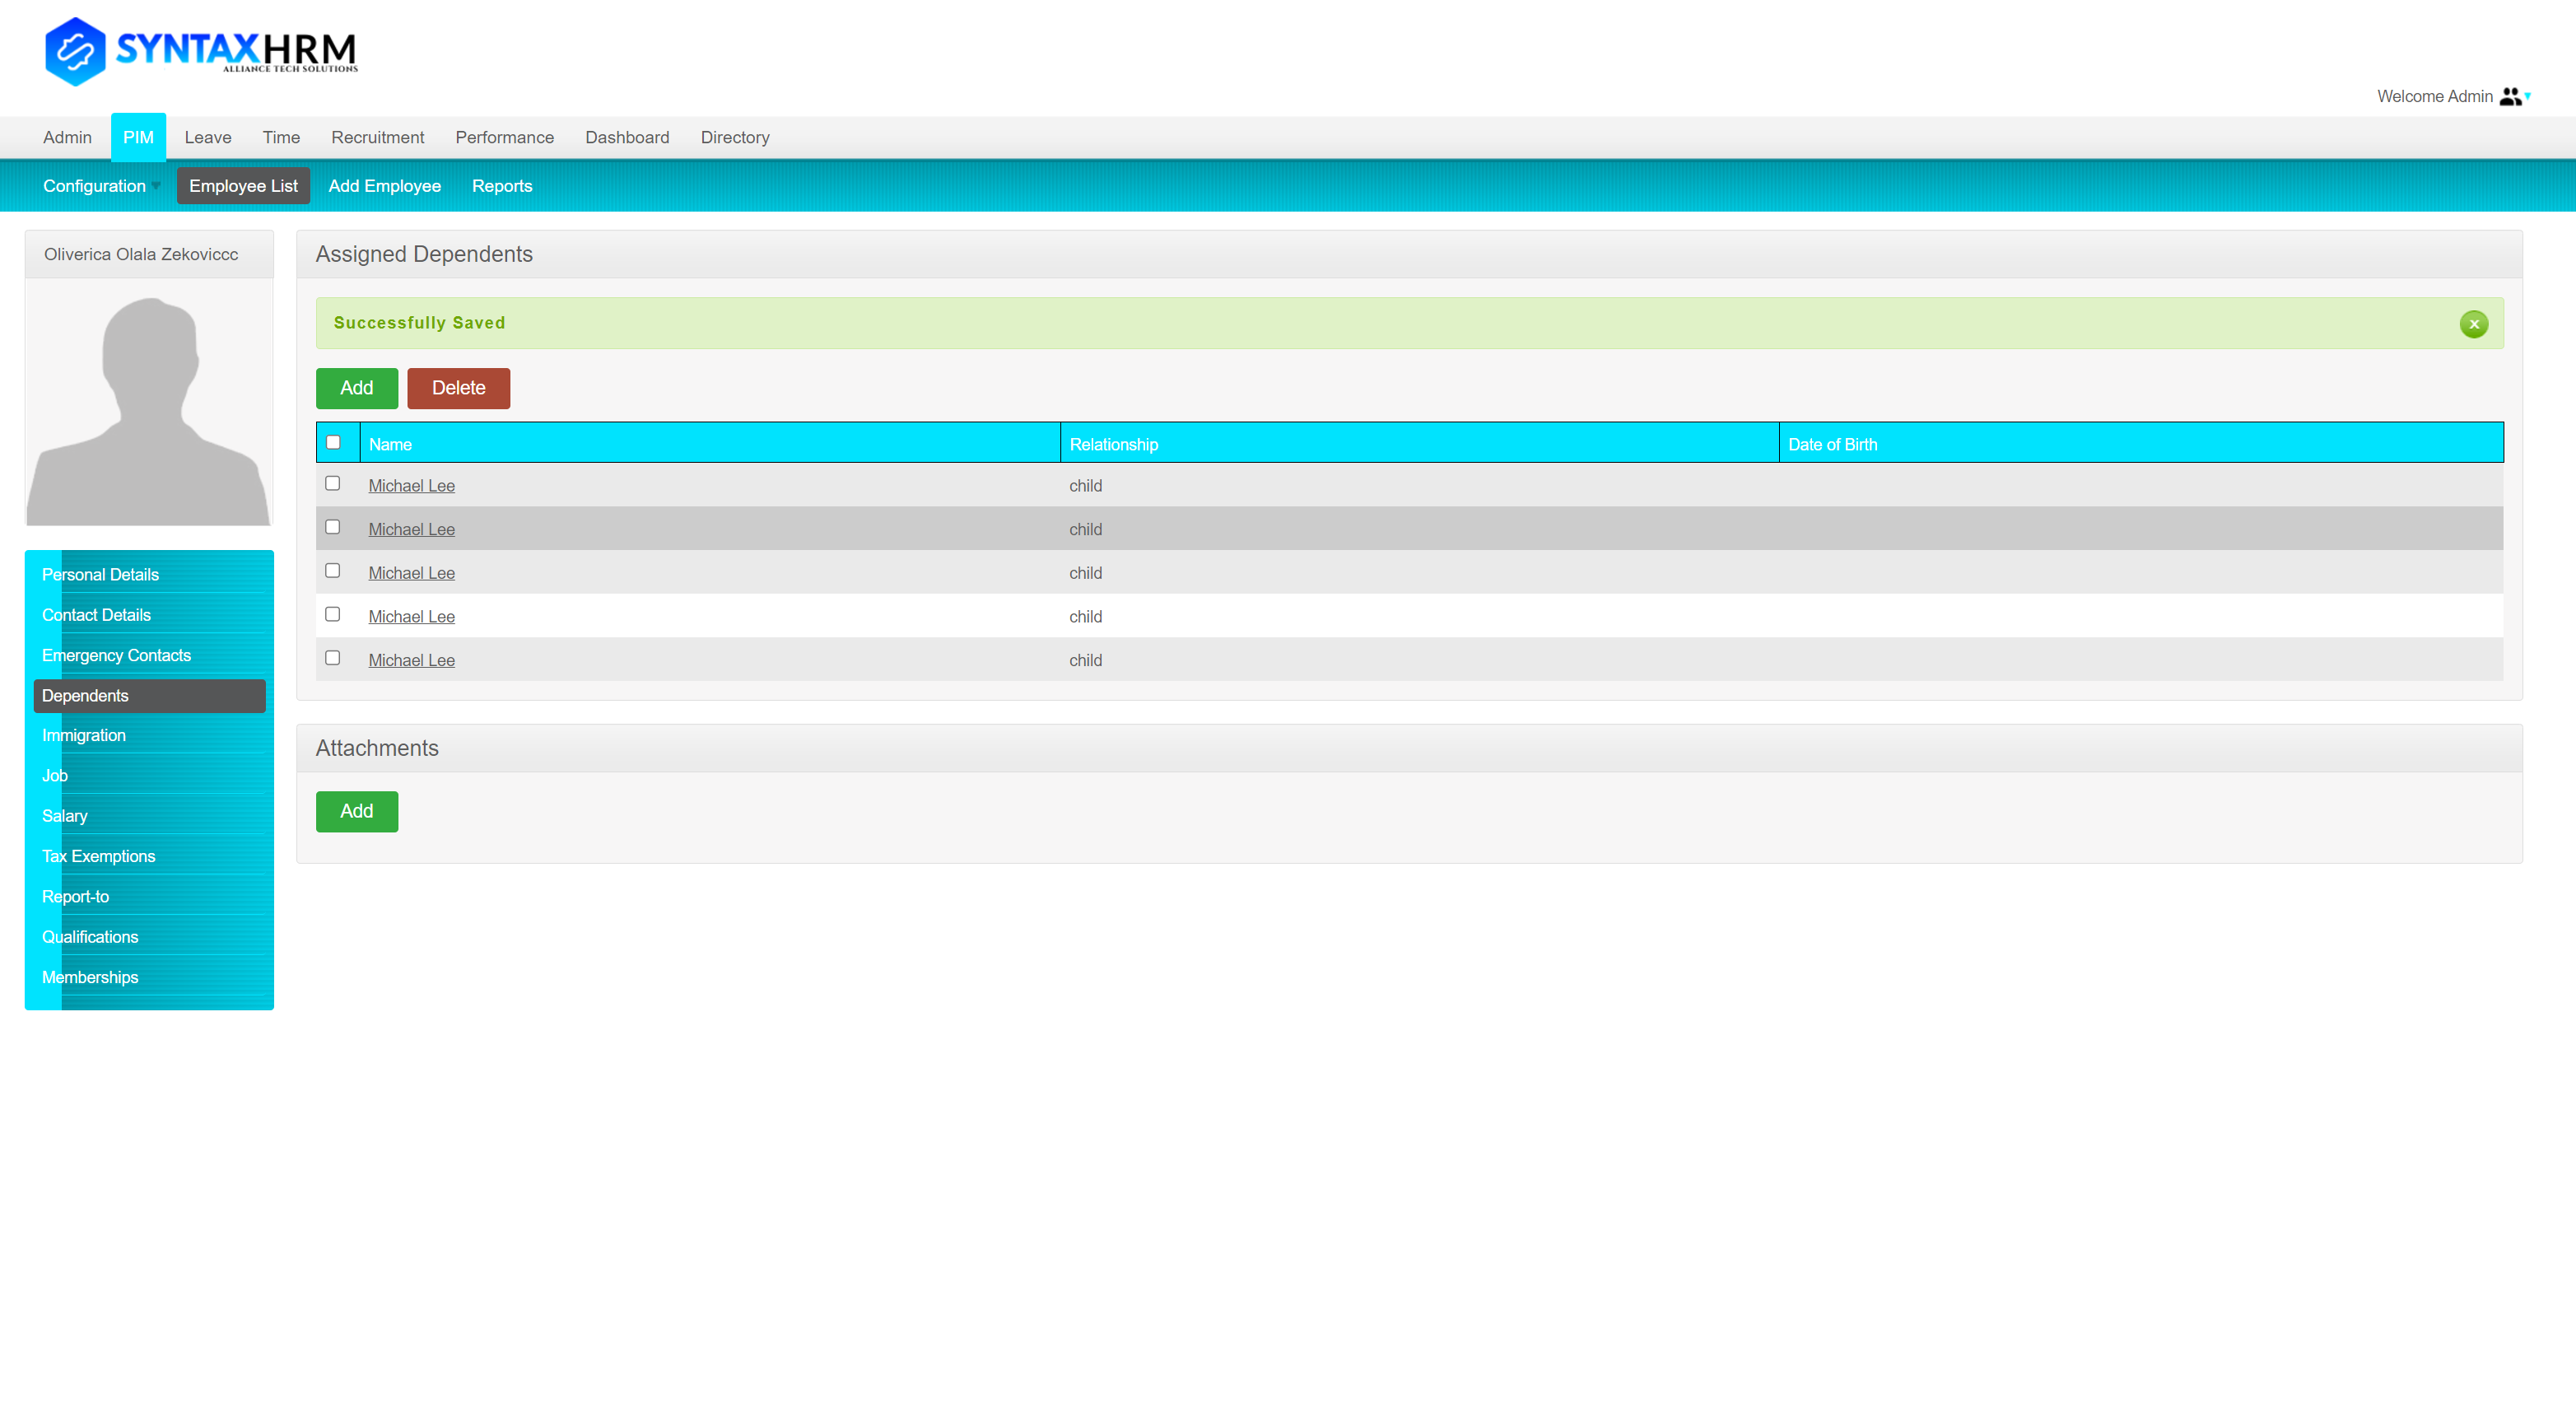 SYNTAXHRM
ALLIANCE TECH SOLUTIONS
Welcome Admin
Admin PIM Leave Time Recruitment Performance Dashboard Directory
Configuration Employee List Add Employee Reports
Oliverica Olala Zekoviccc
Personal Details
Contact Details
Emergency Contacts
Dependents
Immigration
Job
Salary
Tax Exemptions
Report-to
Qualifications
Memberships
Assigned Dependents
Successfully Saved
x
Add Delete
Name Relationship Date of Birth
Michael Lee child
Michael Lee child
Michael Lee child
Michael Lee child
Michael Lee child
Attachments
Add